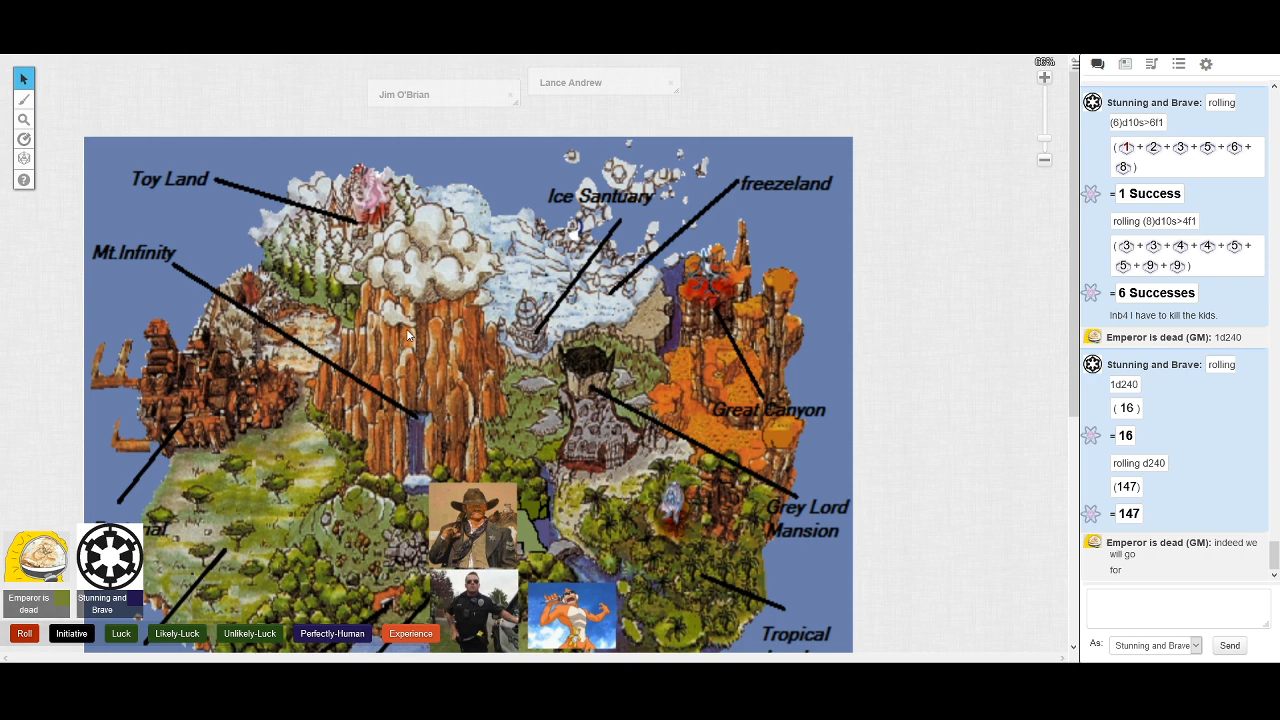 66%
Jim O'Brian
Lance Andrew
Toy Land
Ice Santuary
freezeland
Mt.Infinity
Great Canyon
Grey Lord
Mansion
Tropical
Emperor is
dead
Stunning and
Brave
Roll
Initiative
Luck
Likely-Luck
Unlikely-Luck
Perfectly-Human
Experience
Stunning and Brave: rolling
(6)d10s>6f1
(1+2+3+5+6+
8)
= 1 Success
rolling (8)d10s>4f1
(3+3+4+4+5+
5+9+9)
= 6 Successes
inb4 I have to kill the kids.
Emperor is dead (GM): 1d240
Stunning and Brave: rolling
1d240
( 16 )
= 16
rolling d240
(147)
= 147
Emperor is dead (GM): indeed we
will go
for
As:
Stunning and Brave
Send